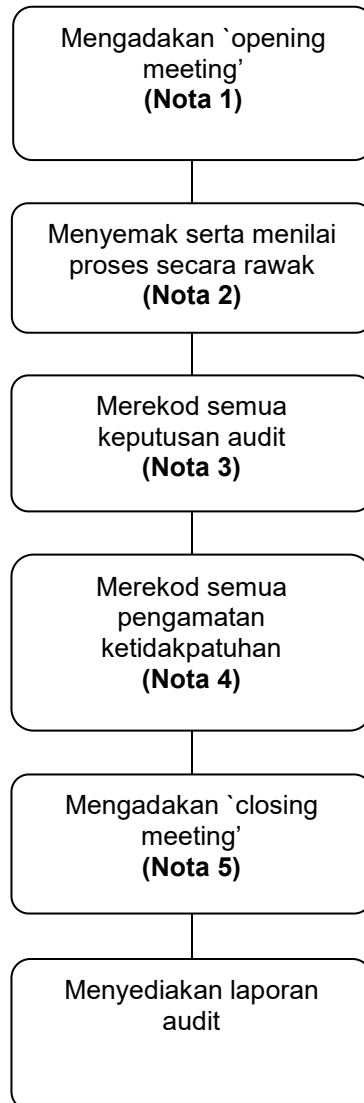 Mengadakan `opening
meeting’
(Nota 1)
Menyemak serta menilai
proses secara rawak
(Nota 2)
Merekod semua
keputusan audit
(Nota 3)
Merekod semua
pengamatan
ketidakpatuhan
(Nota 4)
Mengadakan `closing
meeting’
(Nota 5)
Menyediakan laporan
audit